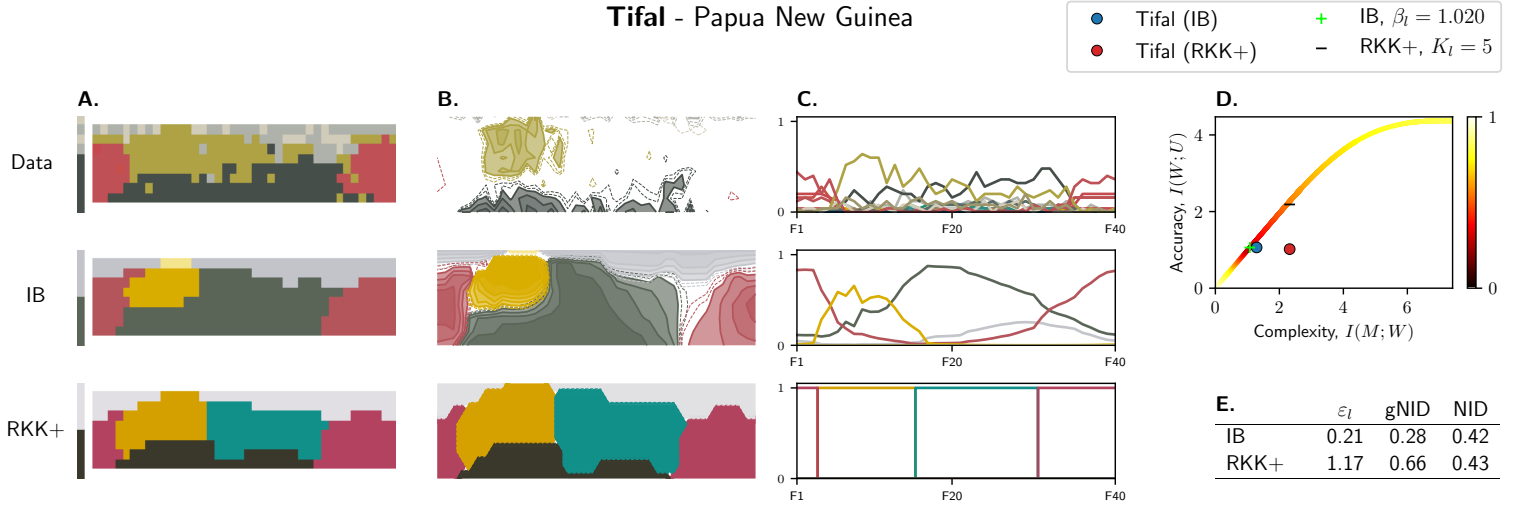 Tifal - Papua New Guinea
Tifal (IB)
Tifal (RKK+)
IB, βl = 1.020
RKK+, Kl = 5
A.
B.
C.
D.
Data
IB
RKK+
1
0
F1
F20
F40
1
0
F1
F20
F40
1
0
F1
F20
F40
Accuracy, I(W; U)
4
2
0
0
2
4
6
Complexity, I(M; W)
1
0
E.
εl gNID NID
IB 0.21 0.28 0.42
RKK+ 1.17 0.66 0.43